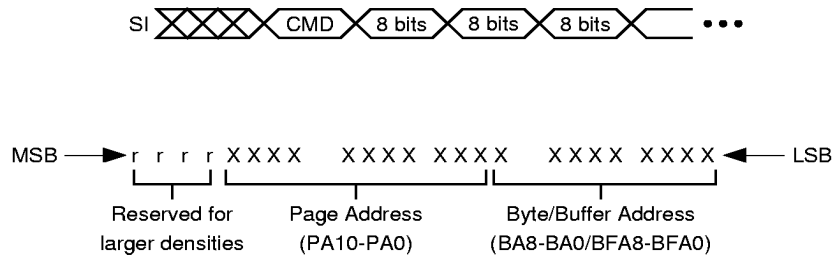 SI CMD 8 bits 8 bits 8 bits •••
MSB r r r r X X X X X X X X X X X X X X X X X X X X LSB
Reserved for larger densities
Page Address (PA10-PA0)
Byte/Buffer Address (BA8-BA0/BFA8-BFA0)